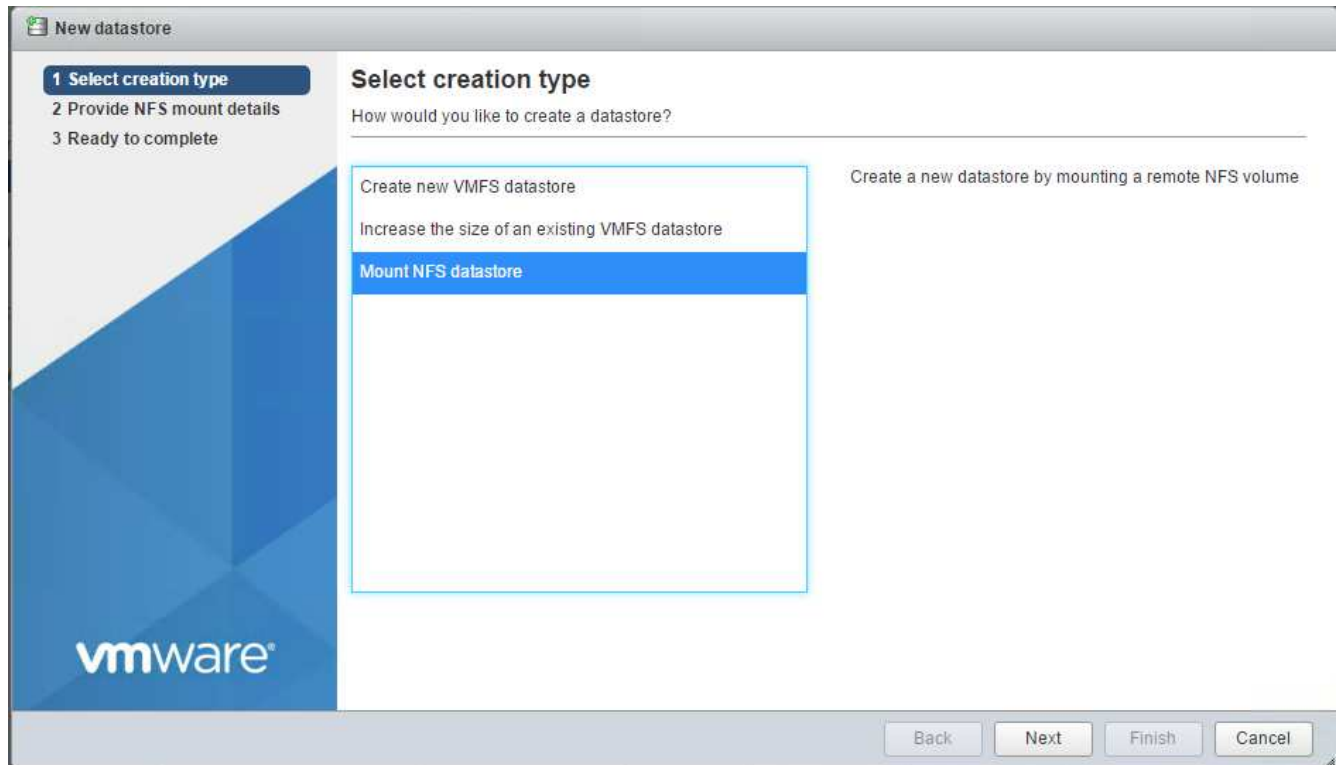 New datastore
1 Select creation type
2 Provide NFS mount details
3 Ready to complete
Select creation type
How would you like to create a datastore?
Create new VMFS datastore
Increase the size of an existing VMFS datastore
Mount NFS datastore
Create a new datastore by mounting a remote NFS volume
vmware®
Back
Next
Finish
Cancel